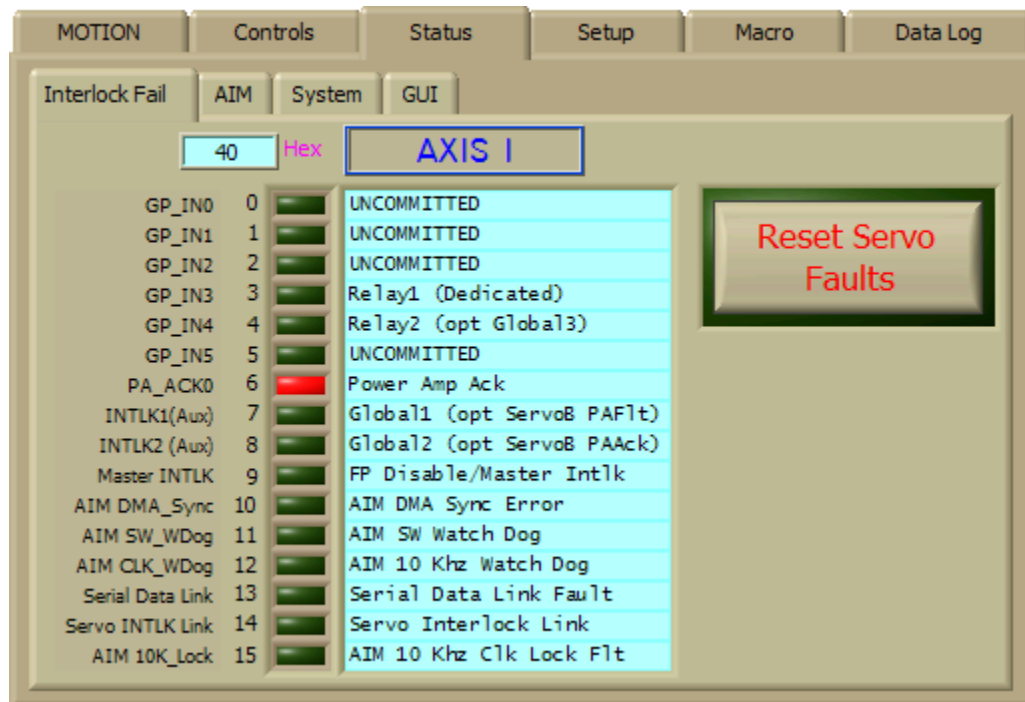 MOTION Controls Status Setup Macro Data Log
Interlock Fail AIM System GUI
40 Hex AXIS I
GP_IN0 0 UNCOMMITTED
GP_IN1 1 UNCOMMITTED
GP_IN2 2 UNCOMMITTED
GP_IN3 3 Relay1 (Dedicated)
GP_IN4 4 Relay2 (opt Global3)
GP_IN5 5 UNCOMMITTED
PA_ACK0 6 Power Amp Ack
INTLK1(Aux) 7 Global1 (opt ServoB PAFlt)
INTLK2 (Aux) 8 Global2 (opt ServoB PAAck)
Master INTLK 9 FP Disable/Master Intlk
AIM DMA_Sync 10 AIM DMA Sync Error
AIM SW_WDog 11 AIM SW Watch Dog
AIM CLK_WDog 12 AIM 10 Khz Watch Dog
Serial Data Link 13 Serial Data Link Fault
Servo INTLK Link 14 Servo Interlock Link
AIM 10K_Lock 15 AIM 10 Khz Clk Lock Flt
Reset Servo
Faults